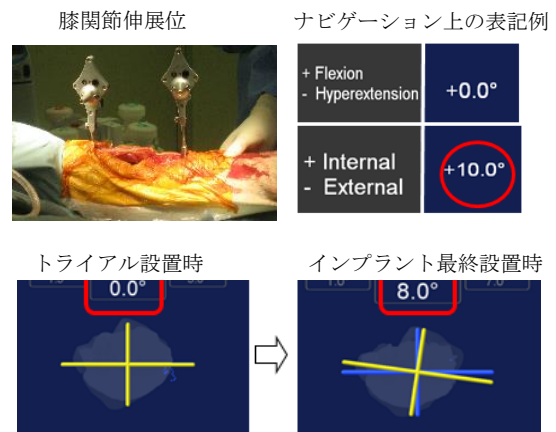 膝関節伸展位
ナビゲーション上の表記例
+ Flexion
- Hyperextension
+0.0°
+ Internal
- External
+10.0°
トライアル設置時
インプラント最終設置時
0.0°
8.0°